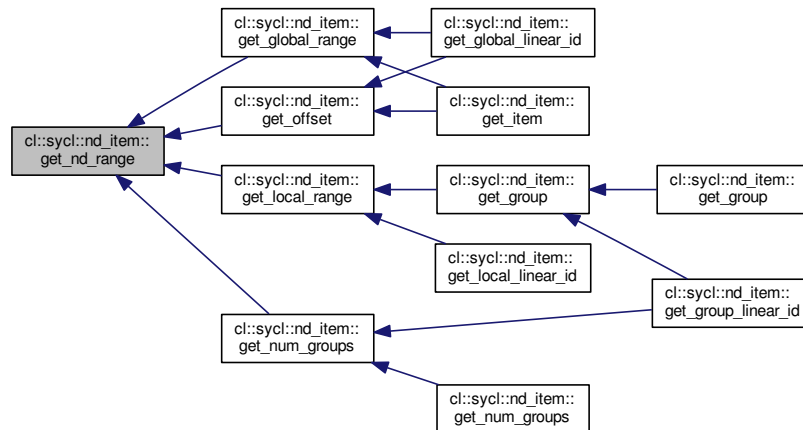 cl::sycl::nd_item::
get_nd_range
cl::sycl::nd_item::
get_global_range
cl::sycl::nd_item::
get_offset
cl::sycl::nd_item::
get_local_range
cl::sycl::nd_item::
get_num_groups
cl::sycl::nd_item::
get_global_linear_id
cl::sycl::nd_item::
get_item
cl::sycl::nd_item::
get_group
cl::sycl::nd_item::
get_local_linear_id
cl::sycl::nd_item::
get_num_groups
cl::sycl::nd_item::
get_group
cl::sycl::nd_item::
get_group_linear_id